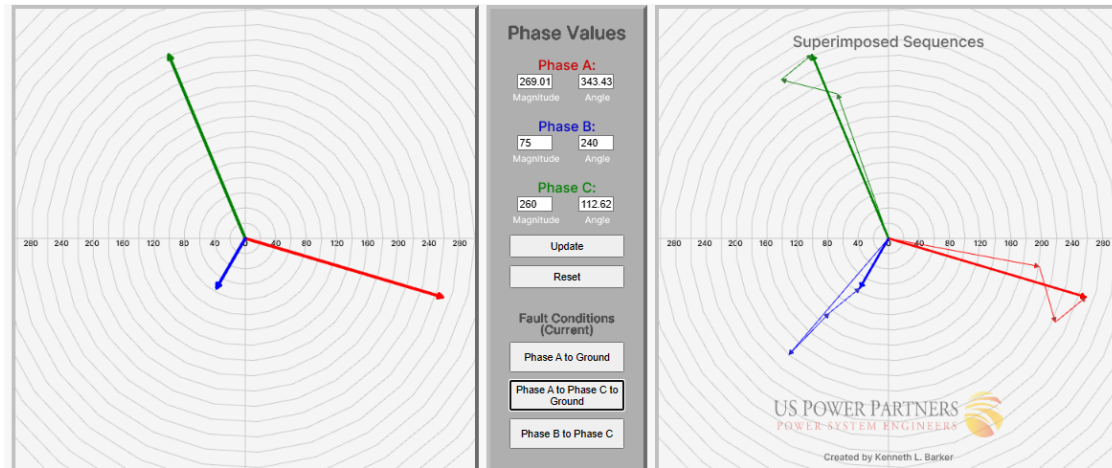 280 240 200 160 120 80 40 0 40 80 120 160 200 240 280
Phase Values
Phase A:
269.01 343.43
Magnitude Angle
Phase B:
75 240
Magnitude Angle
Phase C:
260 112.62
Magnitude Angle
Update
Reset
Fault Conditions
(Current)
Phase A to Ground
Phase A to Phase C to
Ground
Phase B to Phase C
Superimposed Sequences
280 240 200 160 120 80 40 0 40 80 120 160 200 240 280
US POWER PARTNERS
POWER SYSTEM ENGINEERS
Created by Kenneth L. Barker